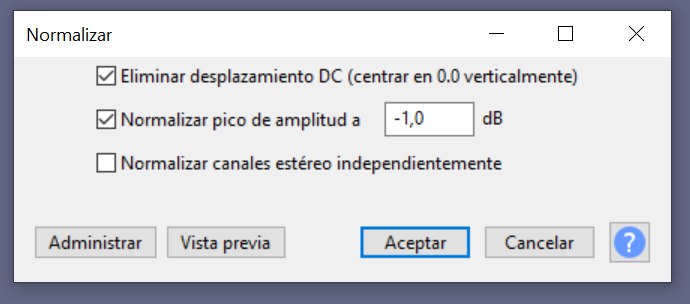 Normalizar
Eliminar desplazamiento DC (centrar en 0.0 verticalmente)
Normalizar pico de amplitud a -1,0 dB
Normalizar canales estéreo independientemente
Administrar Vista previa Aceptar Cancelar ?